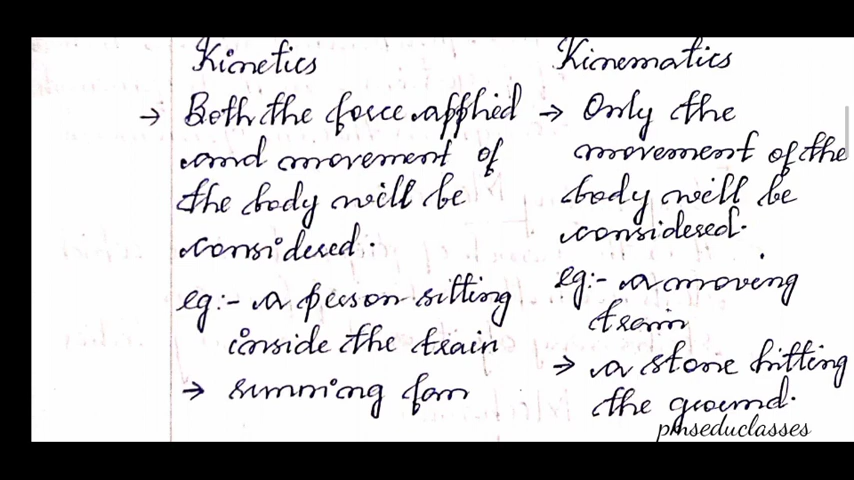 Kinetics
→ Both the force applied
and movement of
the body will be
considered.
eg:- a person sitting
inside the train
→ running fan
Kinematics
→ Only the
movement of the
body will be
considered.
eg:- a moving
train
→ a stone hitting
the ground.
pmseduclasses